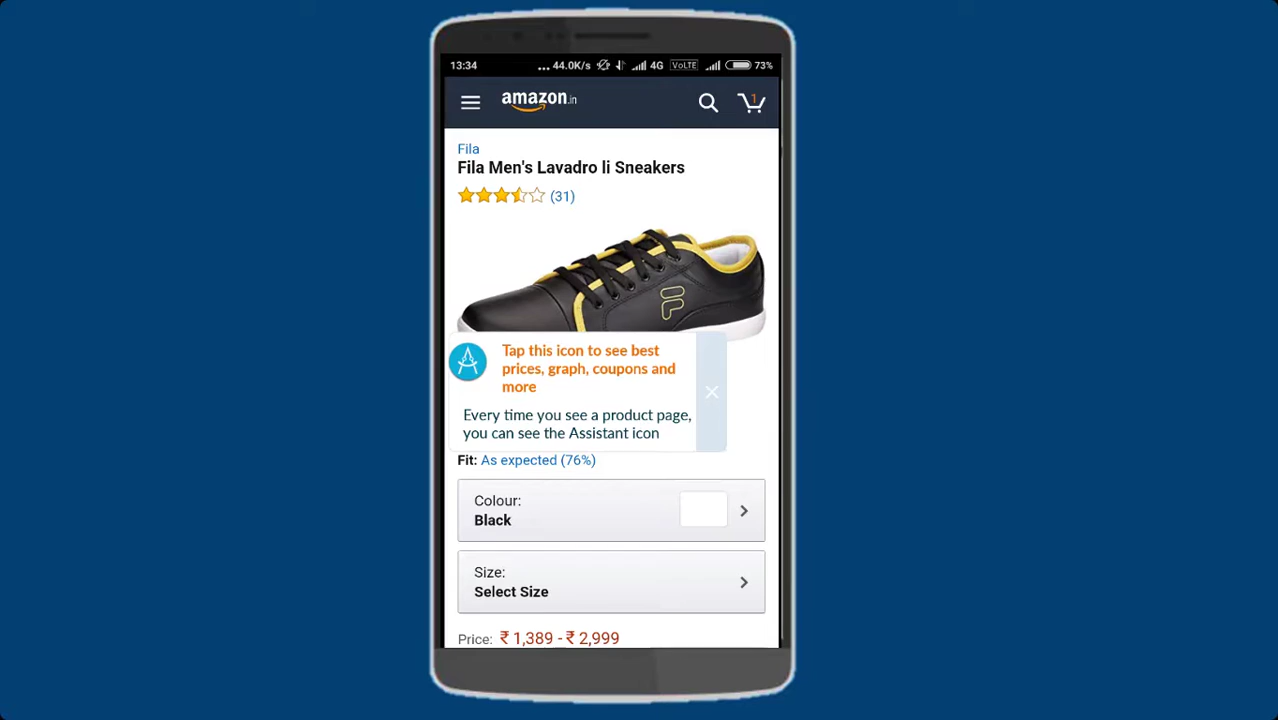 13:34 ... 44.0K/s 4G VoLTE 73%
amazon.in 1
Fila
Fila Men's Lavadro li Sneakers
(31)
Tap this icon to see best
prices, graph, coupons and
more
Every time you see a product page,
you can see the Assistant icon
Fit: As expected (76%)
Colour:
Black
Size:
Select Size
Price: ₹ 1,389 - ₹ 2,999